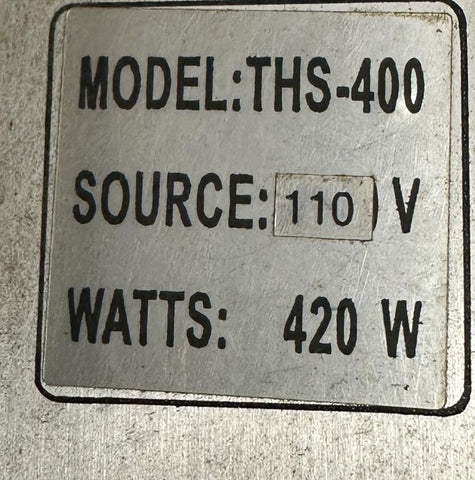 MODEL:THS-400
SOURCE: 110 V
WATTS: 420 W